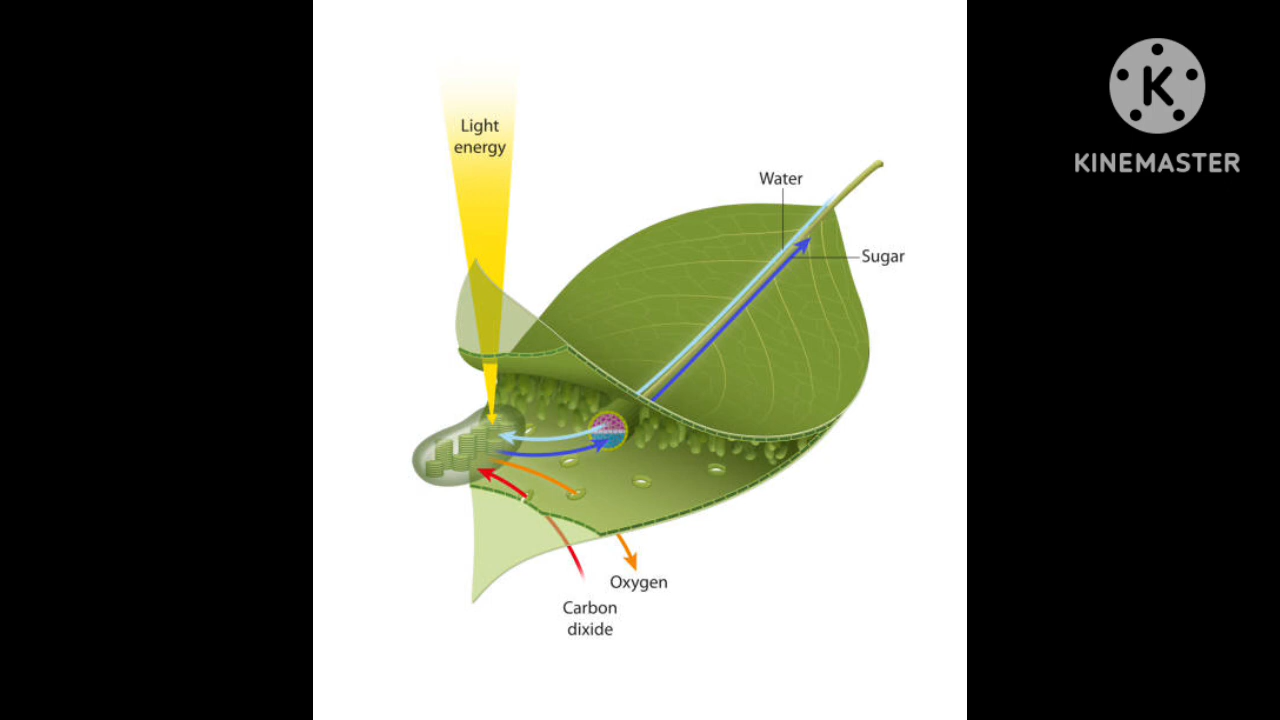 Light
energy
Water
Sugar
Oxygen
Carbon
dixide
K
KINEMASTER